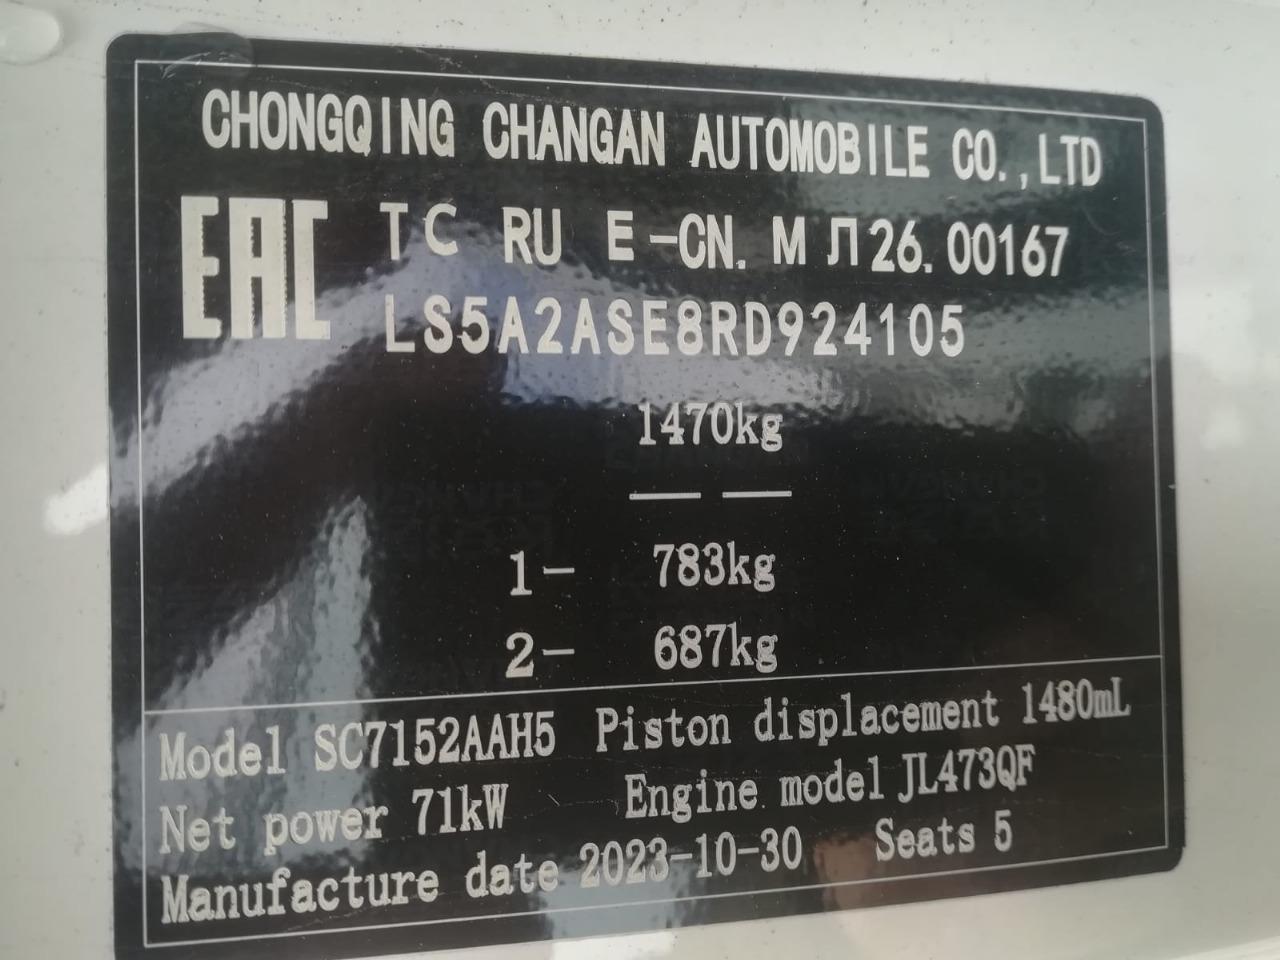 CHONGQING CHANGAN AUTOMOBILE CO.,LTD
EAC TC RU E-CN.МЛ26.00167
LS5A2ASE8RD924105
1470kg
— —
1- 783kg
2- 687kg
Model SC7152AAH5 Piston displacement 1480mL
Net power 71kW Engine model JL473QF
Manufacture date 2023-10-30 Seats 5